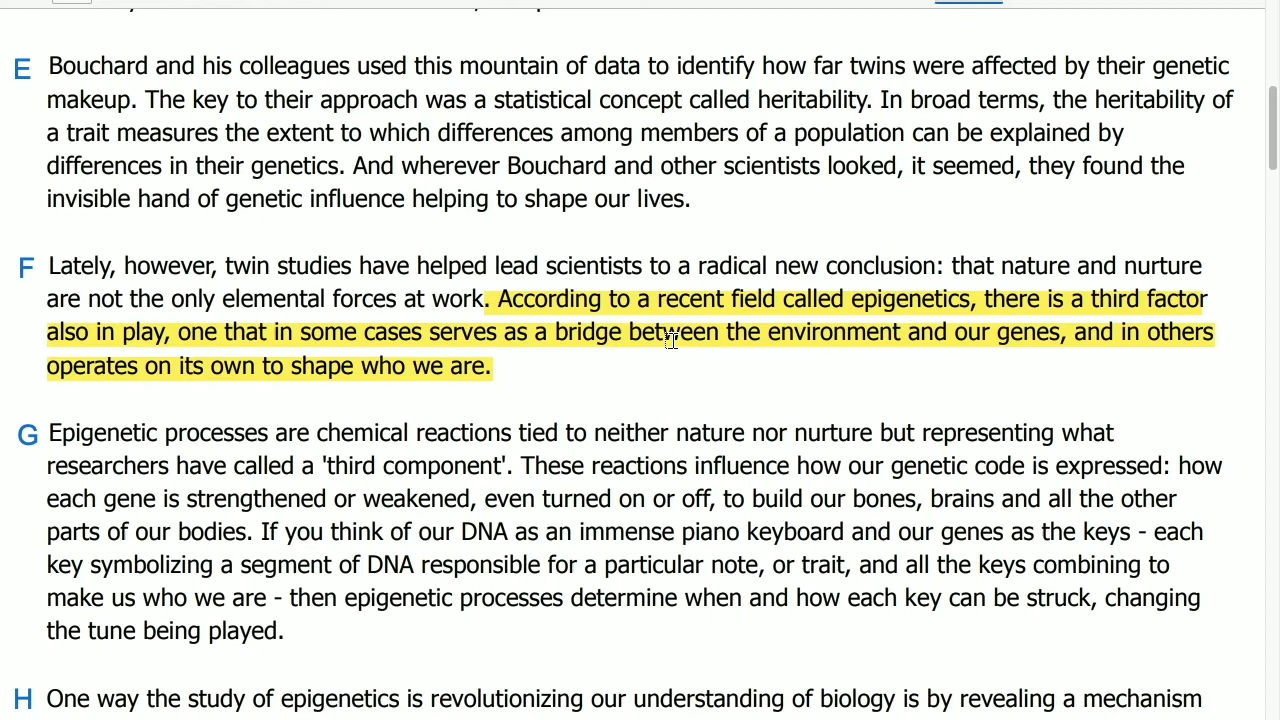 E Bouchard and his colleagues used this mountain of data to identify how far twins were affected by their genetic
makeup. The key to their approach was a statistical concept called heritability. In broad terms, the heritability of
a trait measures the extent to which differences among members of a population can be explained by
differences in their genetics. And wherever Bouchard and other scientists looked, it seemed, they found the
invisible hand of genetic influence helping to shape our lives.
F Lately, however, twin studies have helped lead scientists to a radical new conclusion: that nature and nurture
are not the only elemental forces at work. According to a recent field called epigenetics, there is a third factor
also in play, one that in some cases serves as a bridge between the environment and our genes, and in others
operates on its own to shape who we are.
G Epigenetic processes are chemical reactions tied to neither nature nor nurture but representing what
researchers have called a 'third component'. These reactions influence how our genetic code is expressed: how
each gene is strengthened or weakened, even turned on or off, to build our bones, brains and all the other
parts of our bodies. If you think of our DNA as an immense piano keyboard and our genes as the keys - each
key symbolizing a segment of DNA responsible for a particular note, or trait, and all the keys combining to
make us who we are - then epigenetic processes determine when and how each key can be struck, changing
the tune being played.
H One way the study of epigenetics is revolutionizing our understanding of biology is by revealing a mechanism